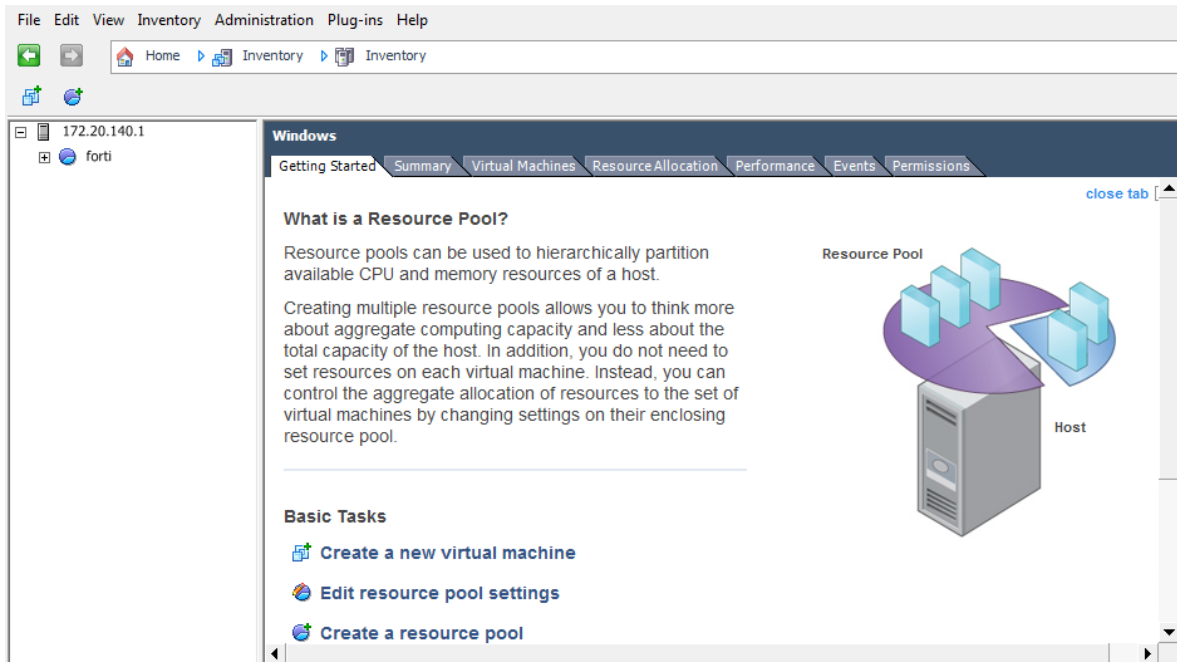 File Edit View Inventory Administration Plug-ins Help
Home Inventory Inventory
172.20.140.1
forti
Windows
Getting Started Summary Virtual Machines Resource Allocation Performance Events Permissions
close tab [
What is a Resource Pool?
Resource pools can be used to hierarchically partition
available CPU and memory resources of a host.
Creating multiple resource pools allows you to think more
about aggregate computing capacity and less about the
total capacity of the host. In addition, you do not need to
set resources on each virtual machine. Instead, you can
control the aggregate allocation of resources to the set of
virtual machines by changing settings on their enclosing
resource pool.
Resource Pool
Host
Basic Tasks
Create a new virtual machine
Edit resource pool settings
Create a resource pool